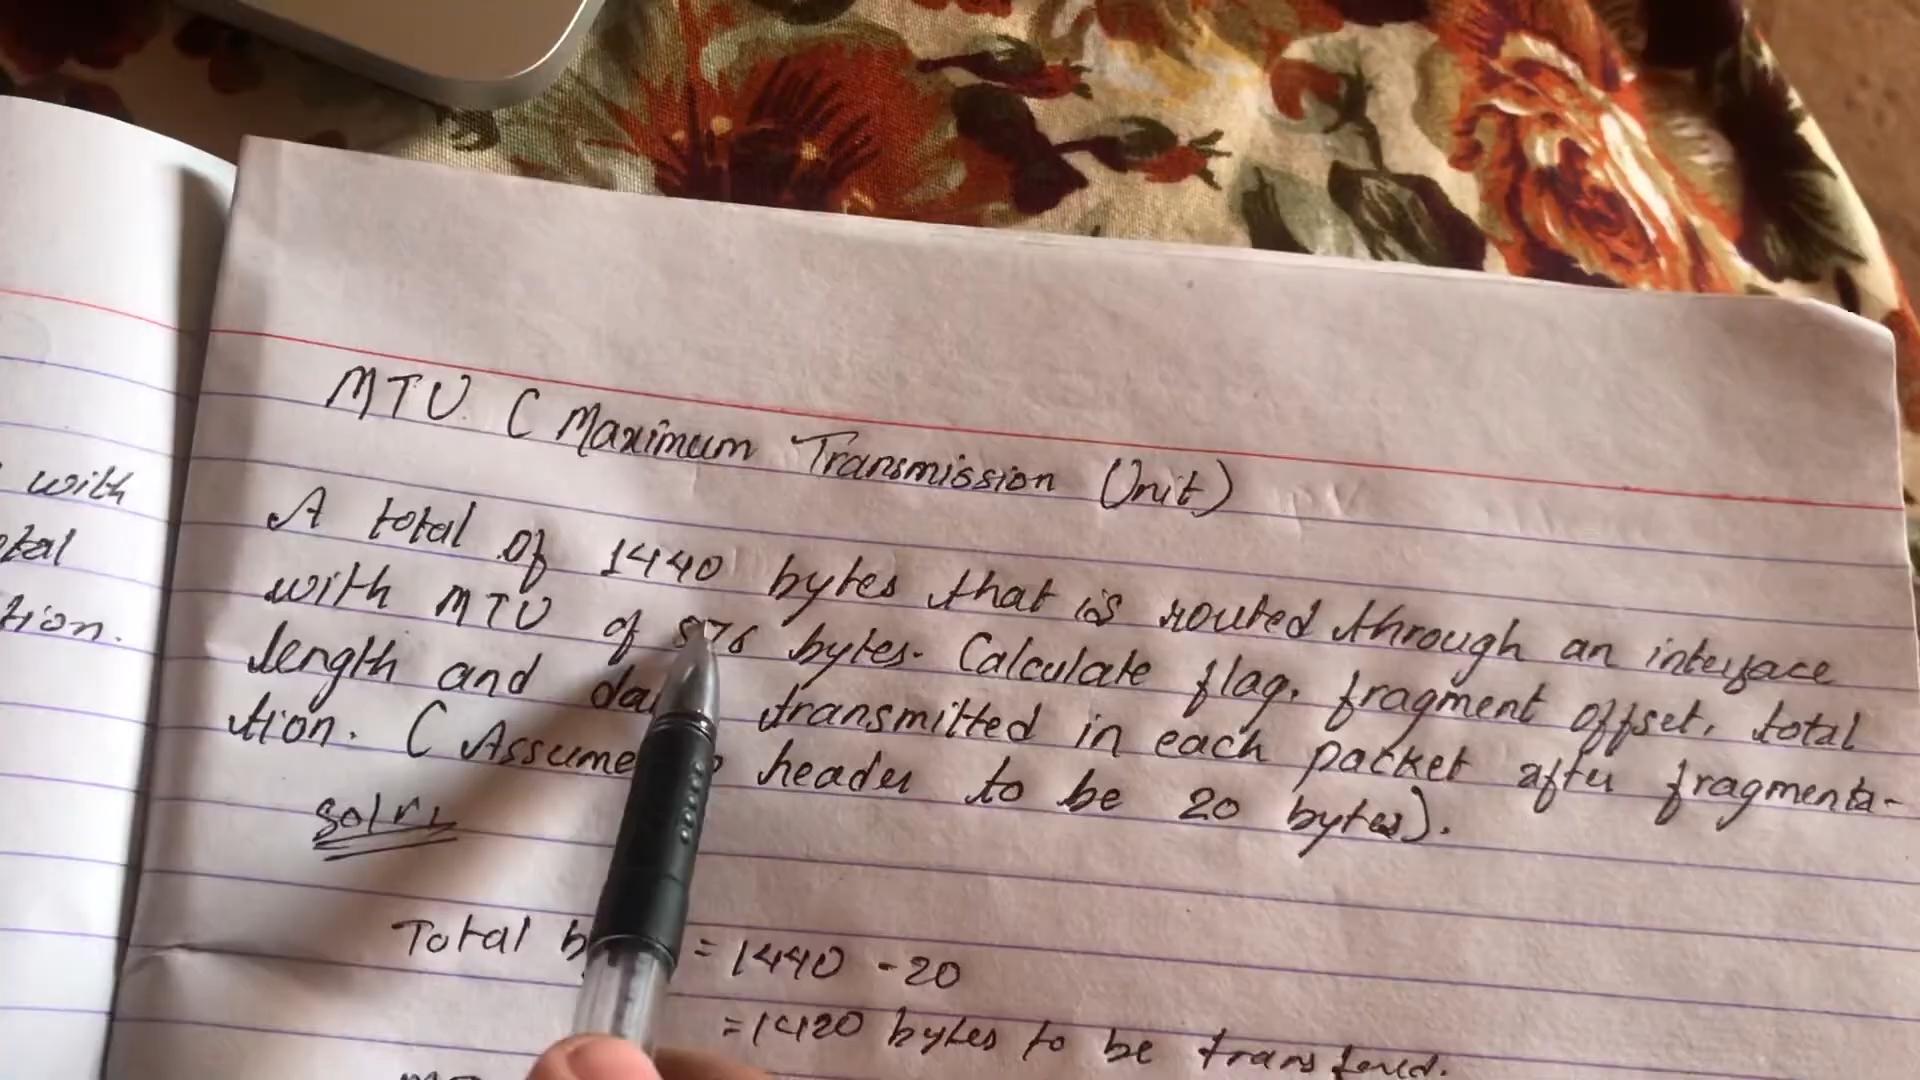 with
tal
tion.
MTU. ( Maximum Transmission Unit)
A total of 1440 bytes that is routed through an interface
with MTU of 576 bytes. Calculate flag, fragment offset, total
length and transmitted in each packet after fragmenta-
tion. ( Assume header to be 20 bytes).
Soln
Total = 1440 - 20
= 1420 bytes to be transfered.